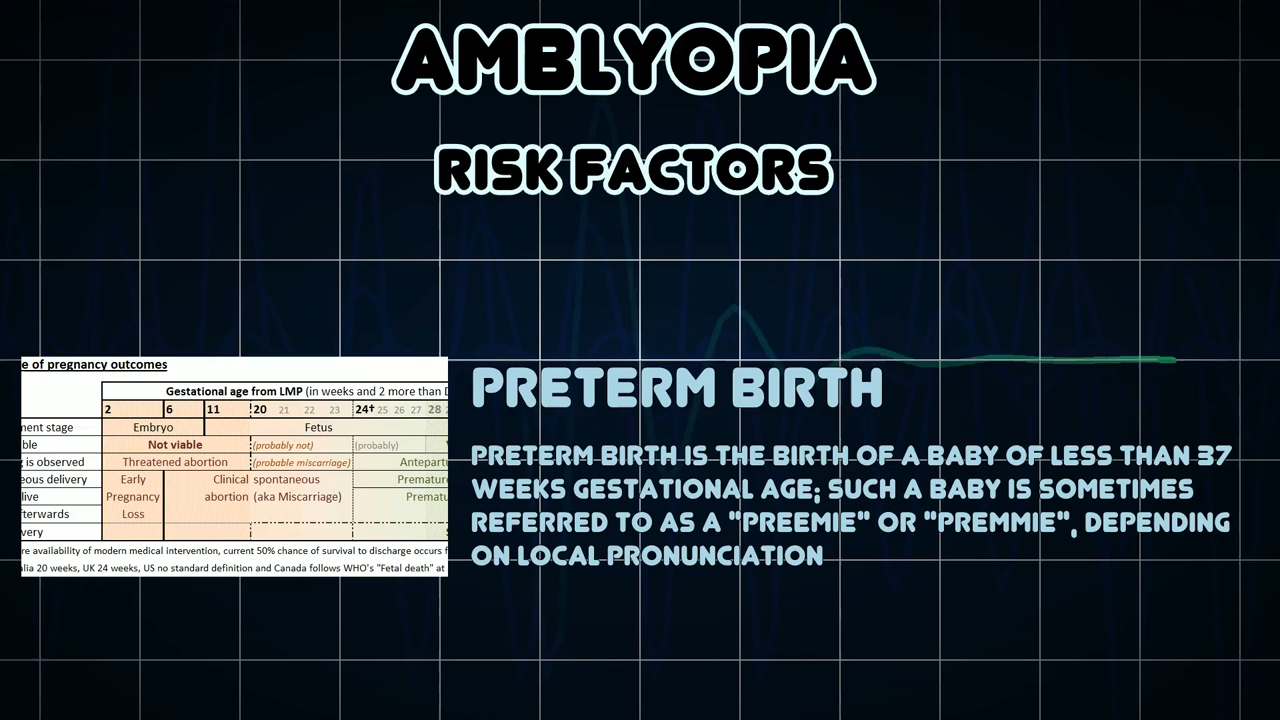 AMBLYOPIA
RISK FACTORS
e of pregnancy outcomes
Gestational age from LMP (in weeks and 2 more than
2 6 11 20 21 22 23 24† 25 26 27 28
nent stage Embryo Fetus
ble Not viable (probably not) (probably)
g is observed Threatened abortion (probable miscarriage) Antepartu
eous delivery Early Clinical spontaneous Premature
live Pregnancy abortion (aka Miscarriage) Prematu
fterwards Loss
very
re availability of modern medical intervention, current 50% chance of survival to discharge occurs f
lia 20 weeks, UK 24 weeks, US no standard definition and Canada follows WHO's "Fetal death" at
PRETERM BIRTH
PRETERM BIRTH IS THE BIRTH OF A BABY OF LESS THAN 37
WEEKS GESTATIONAL AGE; SUCH A BABY IS SOMETIMES
REFERRED TO AS A "PREEMIE" OR "PREMMIE", DEPENDING
ON LOCAL PRONUNCIATION